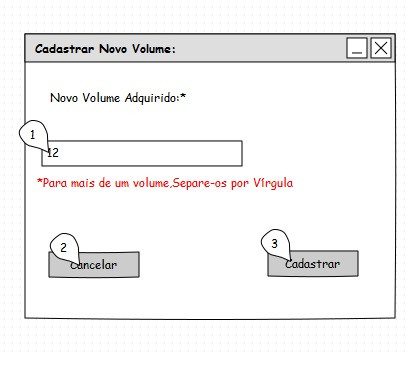 Cadastrar Novo Volume:
Novo Volume Adquirido:*
1
12
*Para mais de um volume,Separe-os por Vírgula
2
Cancelar
3
Cadastrar